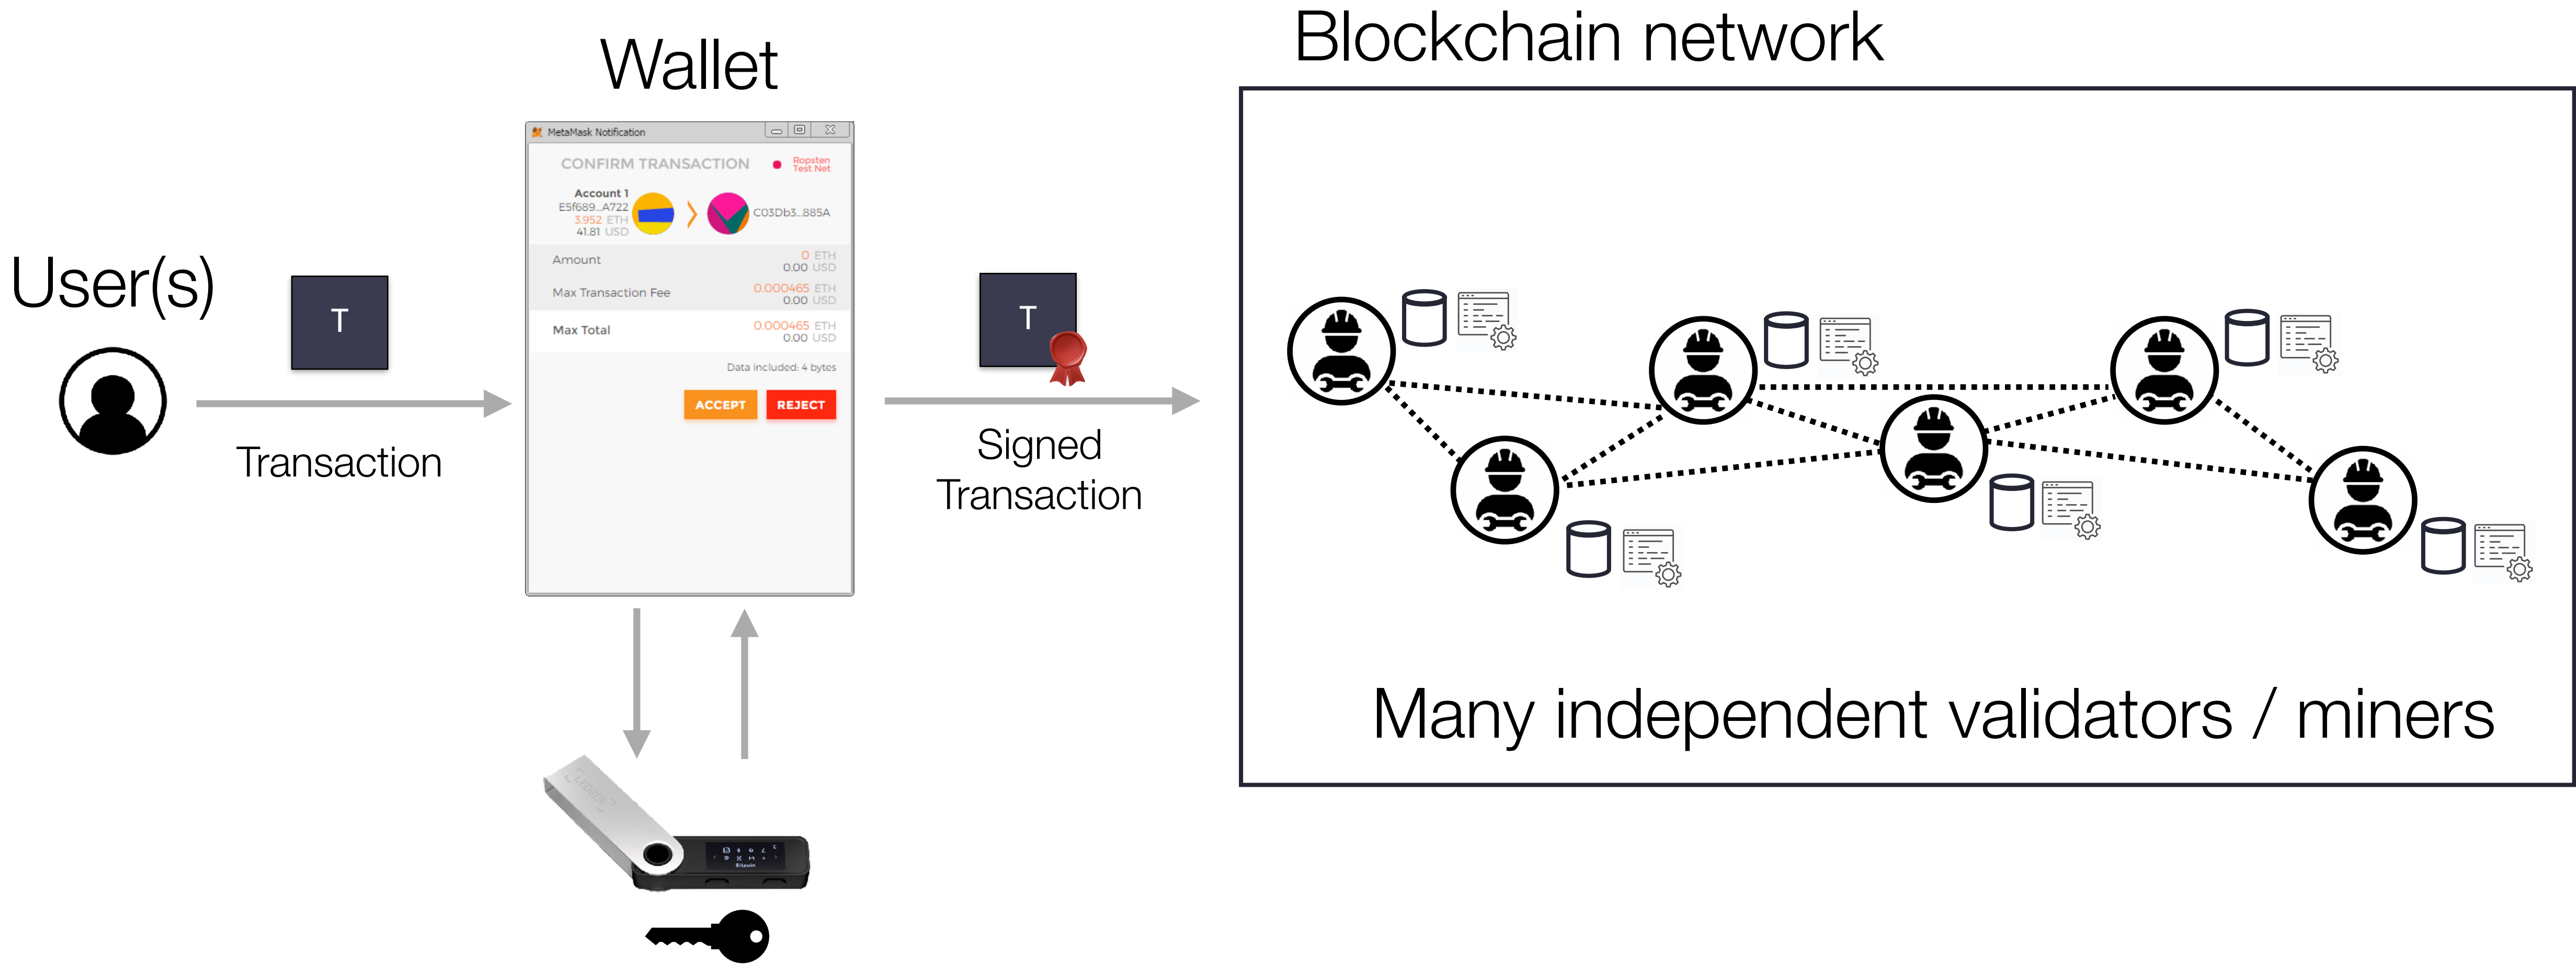 Blockchain network
Wallet
MetaMask Notification
CONFIRM TRANSACTION
Ropsten
Test Net
Account 1
E5f689...A722
3.952 ETH
41.81 USD
C03Db3...885A
Amount
0 ETH
0.00 USD
Max Transaction Fee
0.000465 ETH
0.00 USD
Max Total
0.000465 ETH
0.00 USD
Data included: 4 bytes
ACCEPT
REJECT
User(s)
T
Transaction
T
Signed
Transaction
Many independent validators / miners
LEDGER
Bitcoin